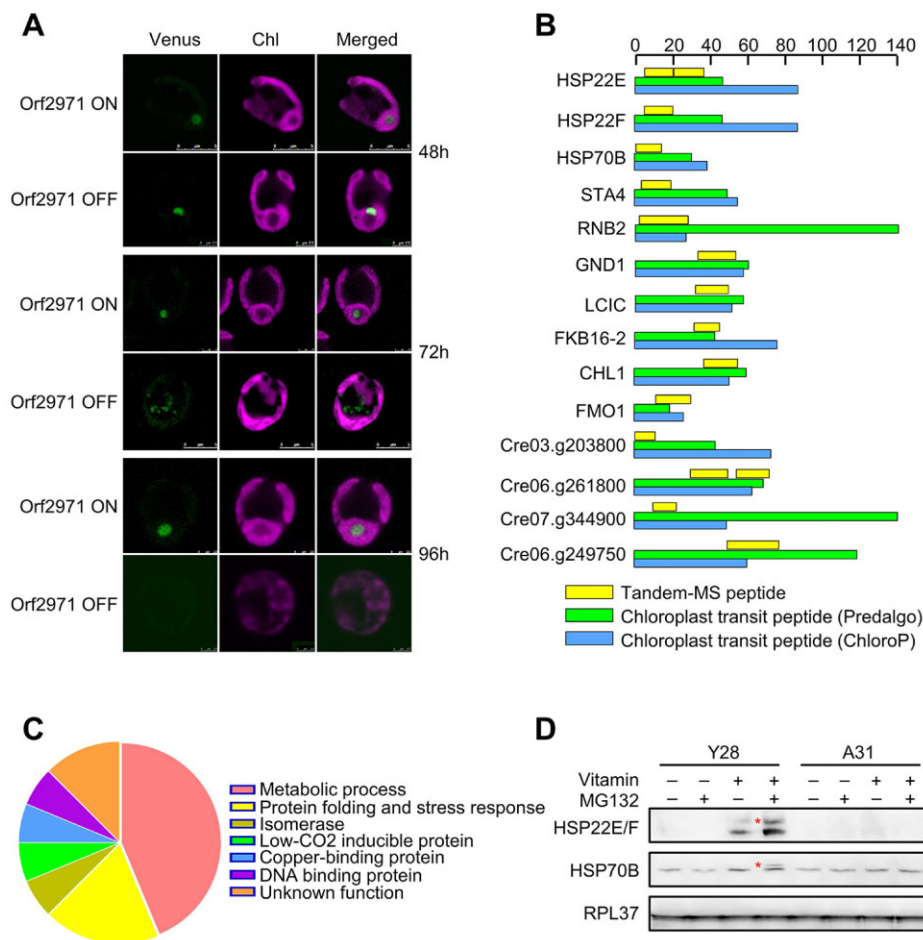 A
Venus Chl Merged
Orf2971 ON
48h
Orf2971 OFF
Orf2971 ON
72h
Orf2971 OFF
Orf2971 ON
96h
Orf2971 OFF
B
0 20 40 60 80 100 120 140
HSP22E
HSP22F
HSP70B
STA4
RNB2
GND1
LCIC
FKB16-2
CHL1
FMO1
Cre03.g203800
Cre06.g261800
Cre07.g344900
Cre06.g249750
Tandem-MS peptide
Chloroplast transit peptide (Predalgo)
Chloroplast transit peptide (ChloroP)
C
Metabolic process
Protein folding and stress response
Isomerase
Low-CO2 inducible protein
Copper-binding protein
DNA binding protein
Unknown function
D
Y28 A31
Vitamin – – + + – – + +
MG132 – + – + – + – +
HSP22E/F *
HSP70B *
RPL37